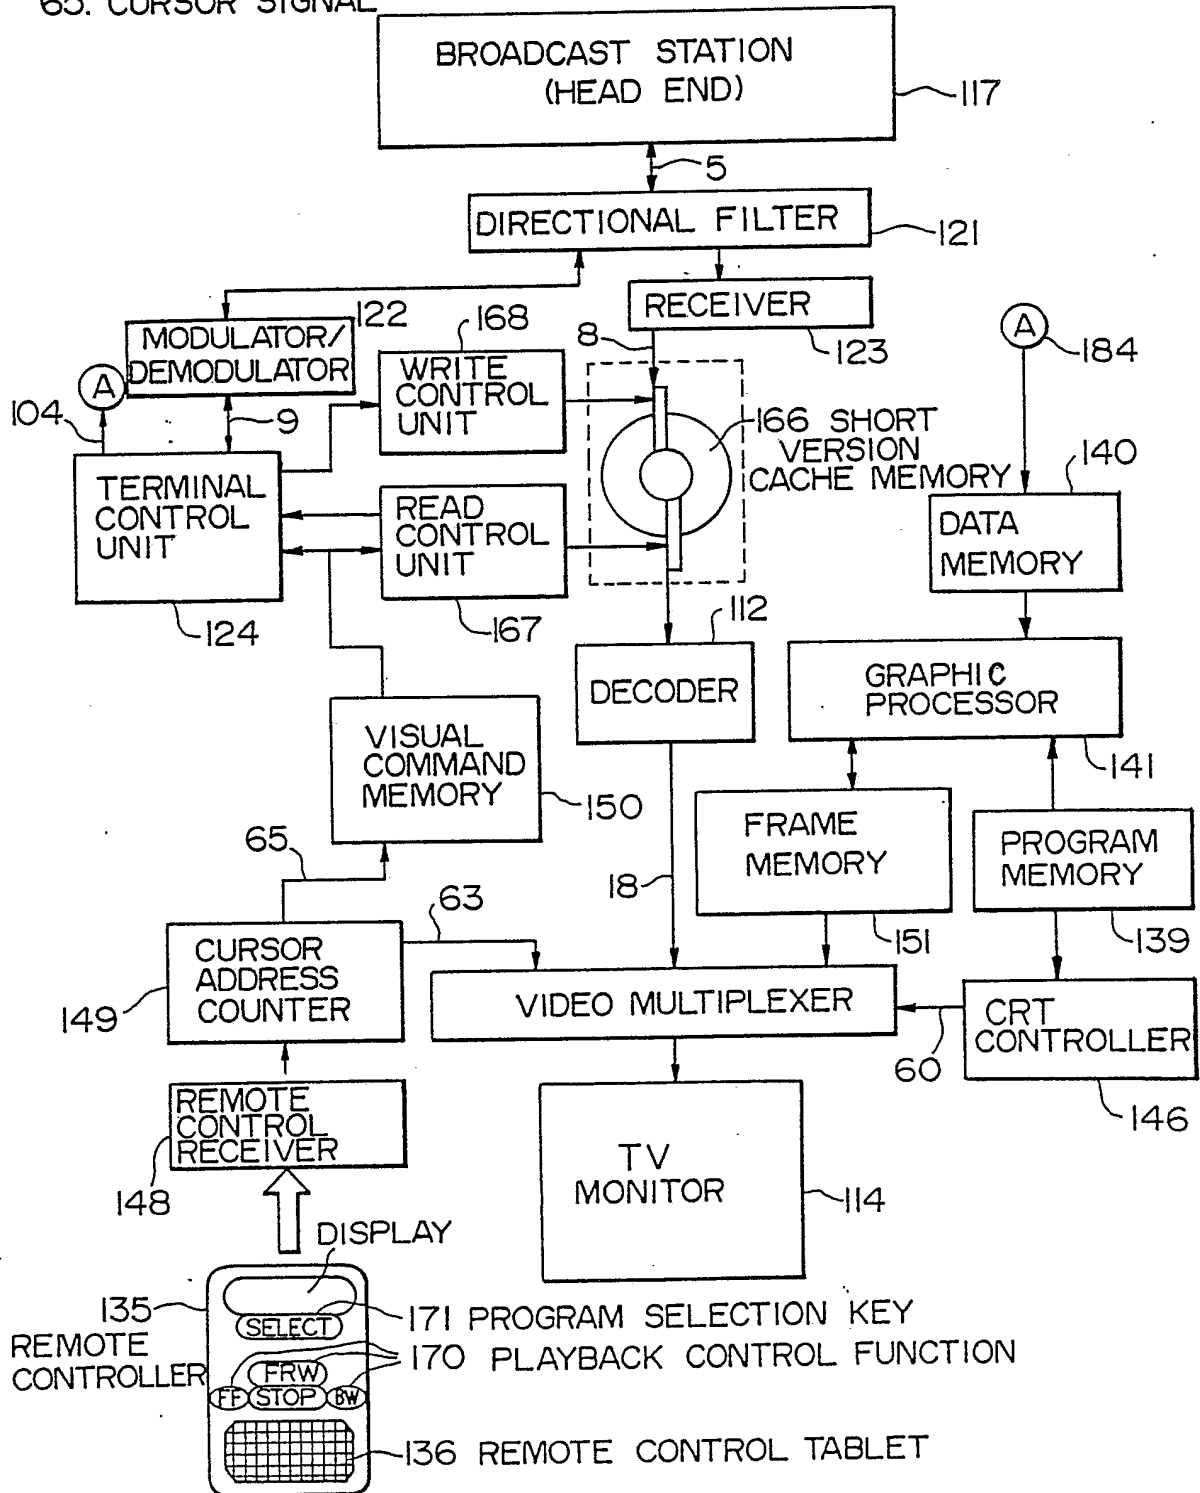 65. CURSOR SIGNAL
BROADCAST STATION
(HEAD END)
117
5
DIRECTIONAL FILTER
121
RECEIVER
123
8
122
MODULATOR/
DEMODULATOR
168
WRITE
CONTROL
UNIT
A
184
A
104
9
166 SHORT
VERSION
CACHE MEMORY
140
TERMINAL
CONTROL
UNIT
124
READ
CONTROL
UNIT
167
DATA
MEMORY
112
DECODER
GRAPHIC
PROCESSOR
141
VISUAL
COMMAND
MEMORY
150
FRAME
MEMORY
151
PROGRAM
MEMORY
139
65
18
63
CURSOR
ADDRESS
COUNTER
149
VIDEO MULTIPLEXER
CRT
CONTROLLER
60
146
REMOTE
CONTROL
RECEIVER
148
TV
MONITOR
114
DISPLAY
135
REMOTE
CONTROLLER
SELECT
171 PROGRAM SELECTION KEY
FRW
170 PLAYBACK CONTROL FUNCTION
FF STOP BW
136 REMOTE CONTROL TABLET